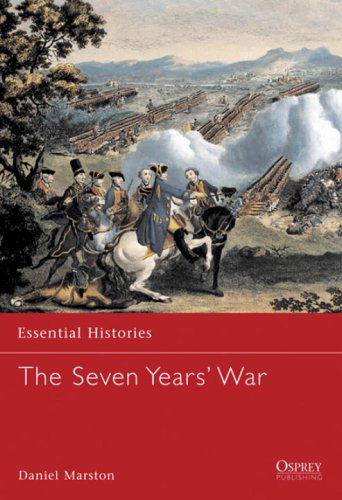 Essential Histories
The Seven Years' War
Daniel Marston
OSPREY
PUBLISHING